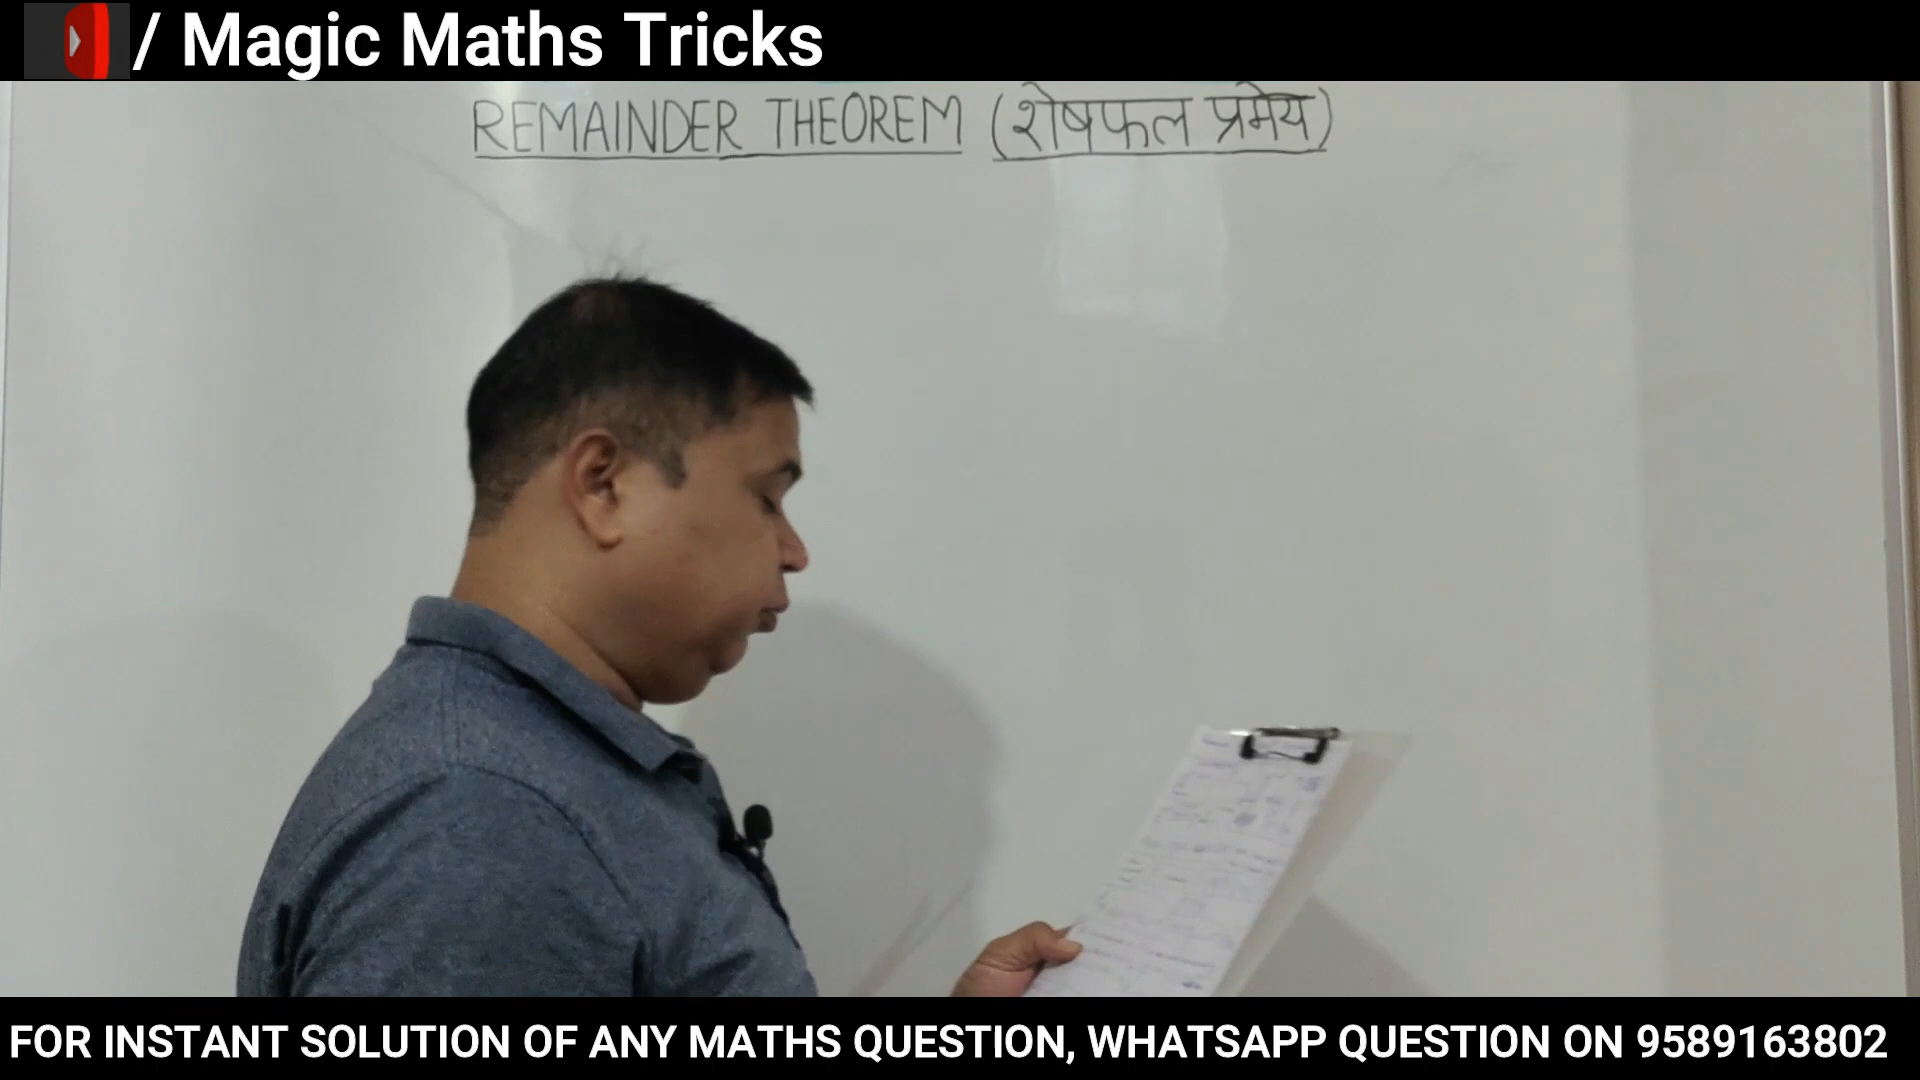 / Magic Maths Tricks
REMAINDER THEOREM (शेषफल प्रमेय)
FOR INSTANT SOLUTION OF ANY MATHS QUESTION, WHATSAPP QUESTION ON 9589163802